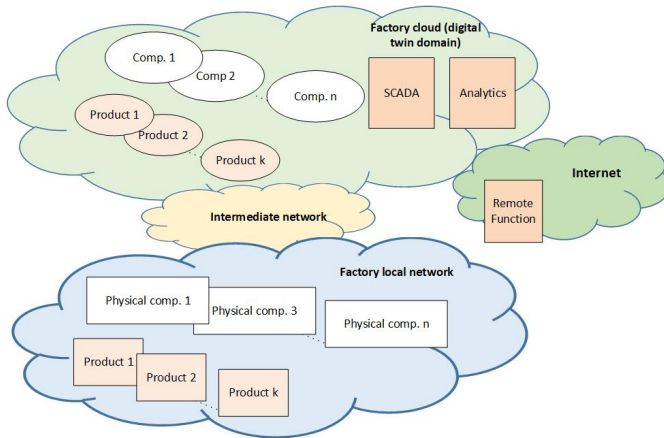 Factory cloud (digital
twin domain)
Comp. 1
Comp 2
Comp. n
SCADA
Analytics
Product 1
Product 2
Product k
Internet
Remote
Function
Intermediate network
Factory local network
Physical comp. 1
Physical comp. 3
Physical comp. n
Product 1
Product 2
Product k